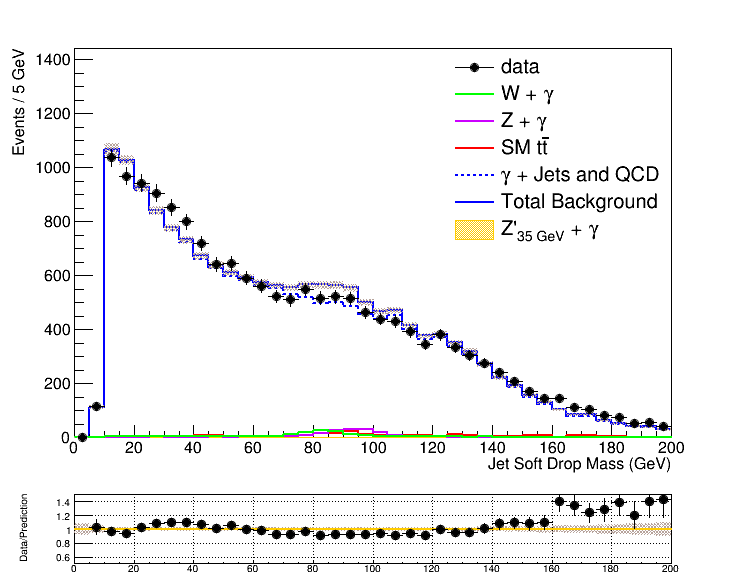 Events / 5 GeV
1400
1200
1000
800
600
400
200
0
data
W + γ
Z + γ
SM tt̄
γ + Jets and QCD
Total Background
Z'35 GeV + γ
0 20 40 60 80 100 120 140 160 180 200
Jet Soft Drop Mass (GeV)
Data/Prediction
1.4
1.2
1
0.8
0.6
0 20 40 60 80 100 120 140 160 180 200